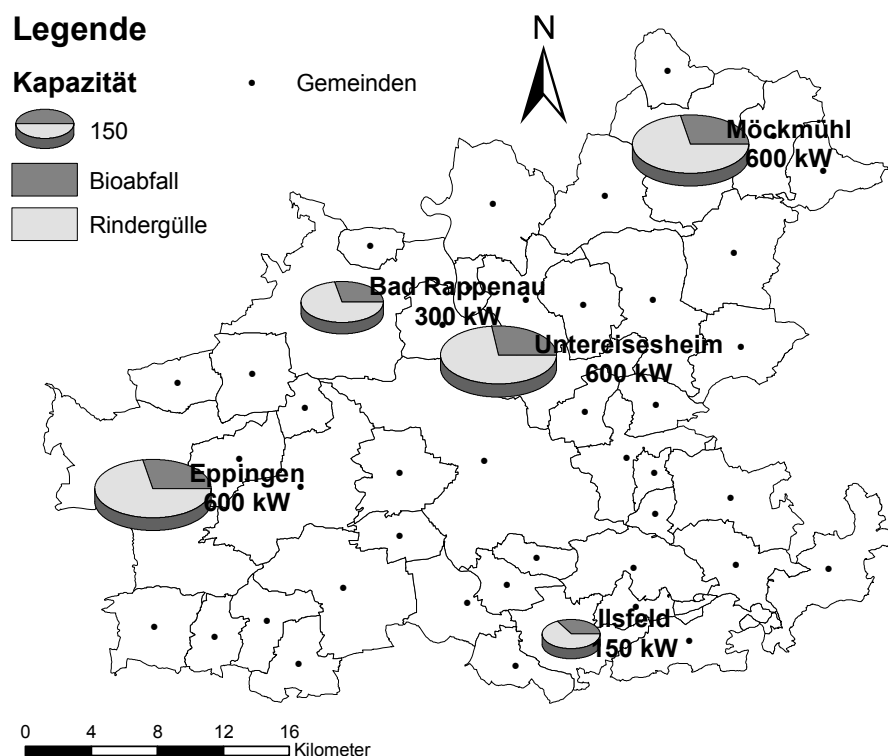 Legende
Kapazität
150
Bioabfall
Rindergülle
Gemeinden
N
Möckmühl
600 kW
Bad Rappenau
300 kW
Untereisesheim
600 kW
Eppingen
600 kW
Ilsfeld
150 kW
0 4 8 12 16
Kilometer